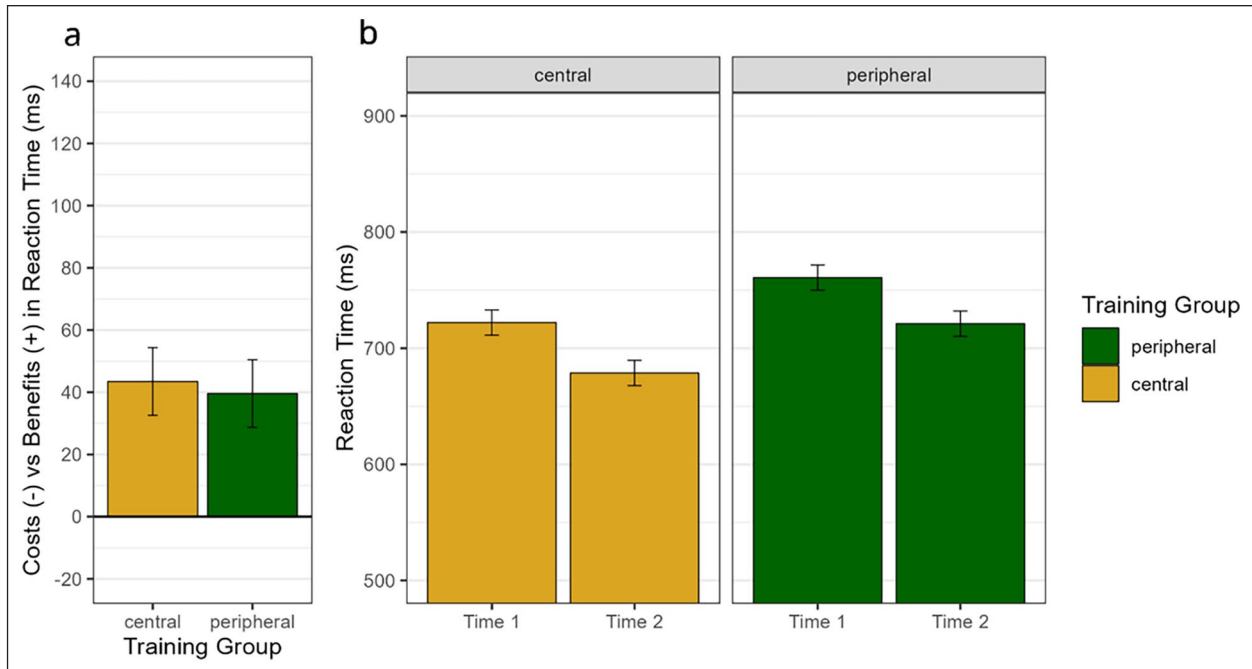 a
Costs (-) vs Benefits (+) in Reaction Time (ms)
140
120
100
80
60
40
20
0
-20
central peripheral
Training Group
b
central
peripheral
Reaction Time (ms)
900
800
700
600
500
Time 1 Time 2
Time 1 Time 2
Training Group
peripheral
central